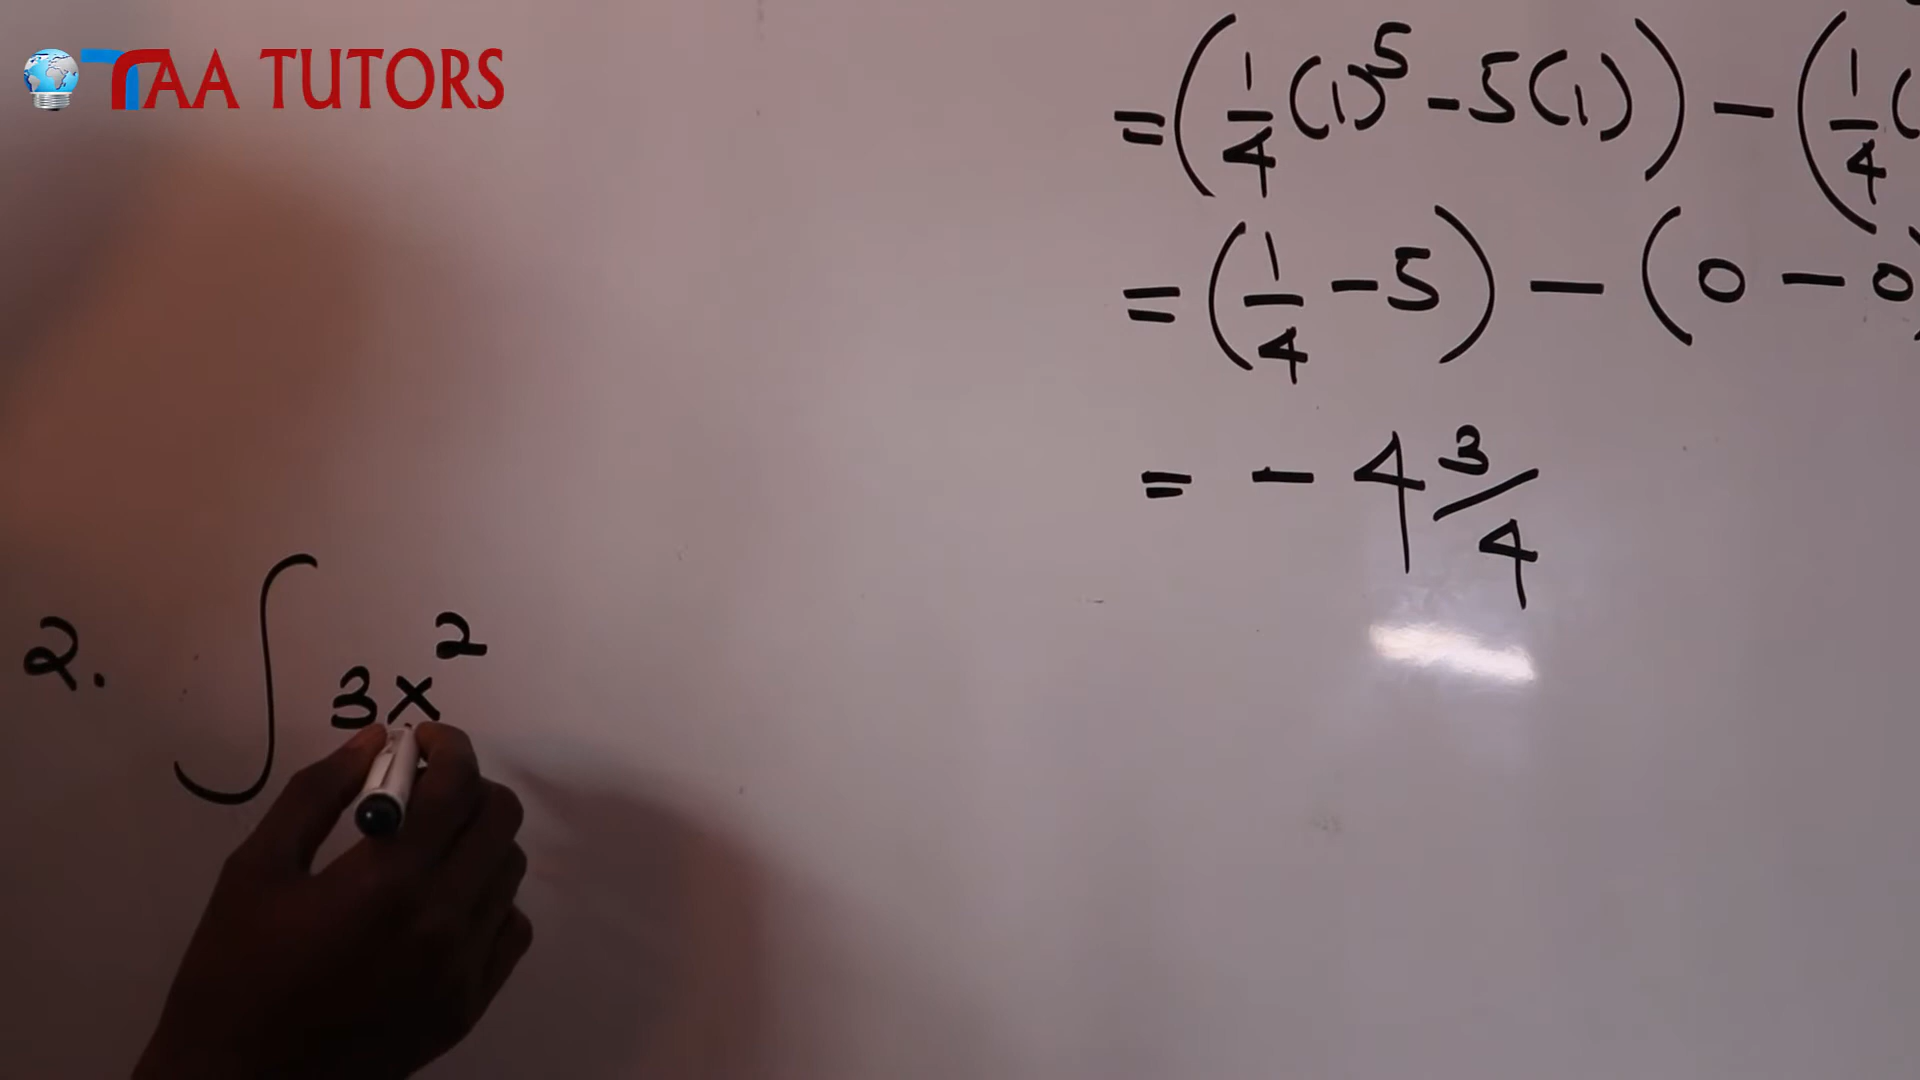 TAA TUTORS
= (1/4 (1)^5 - 5(1)) - (1/4 (
= (1/4 - 5) - (0 - 0)
= - 4 3/4
2. ∫ 3x^2